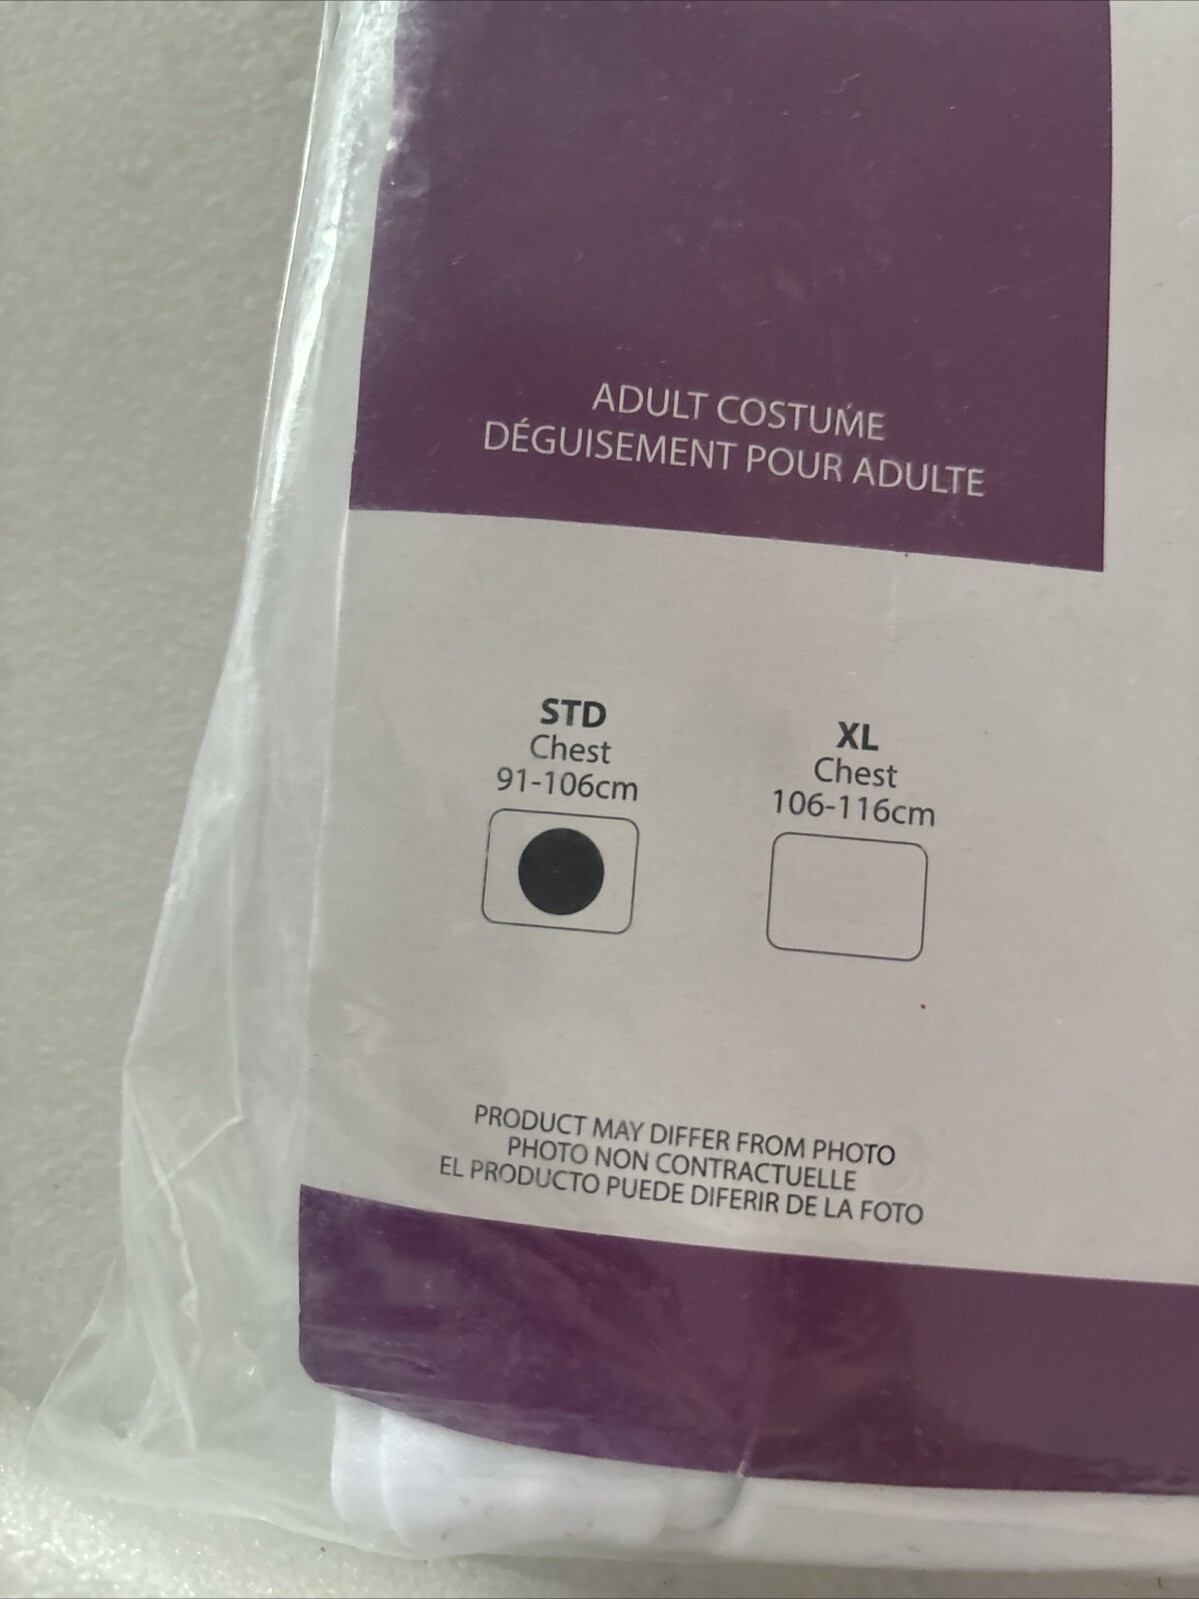 ADULT COSTUME
DÉGUISEMENT POUR ADULTE
STD
Chest
91-106cm
XL
Chest
106-116cm
PRODUCT MAY DIFFER FROM PHOTO
PHOTO NON CONTRACTUELLE
EL PRODUCTO PUEDE DIFERIR DE LA FOTO